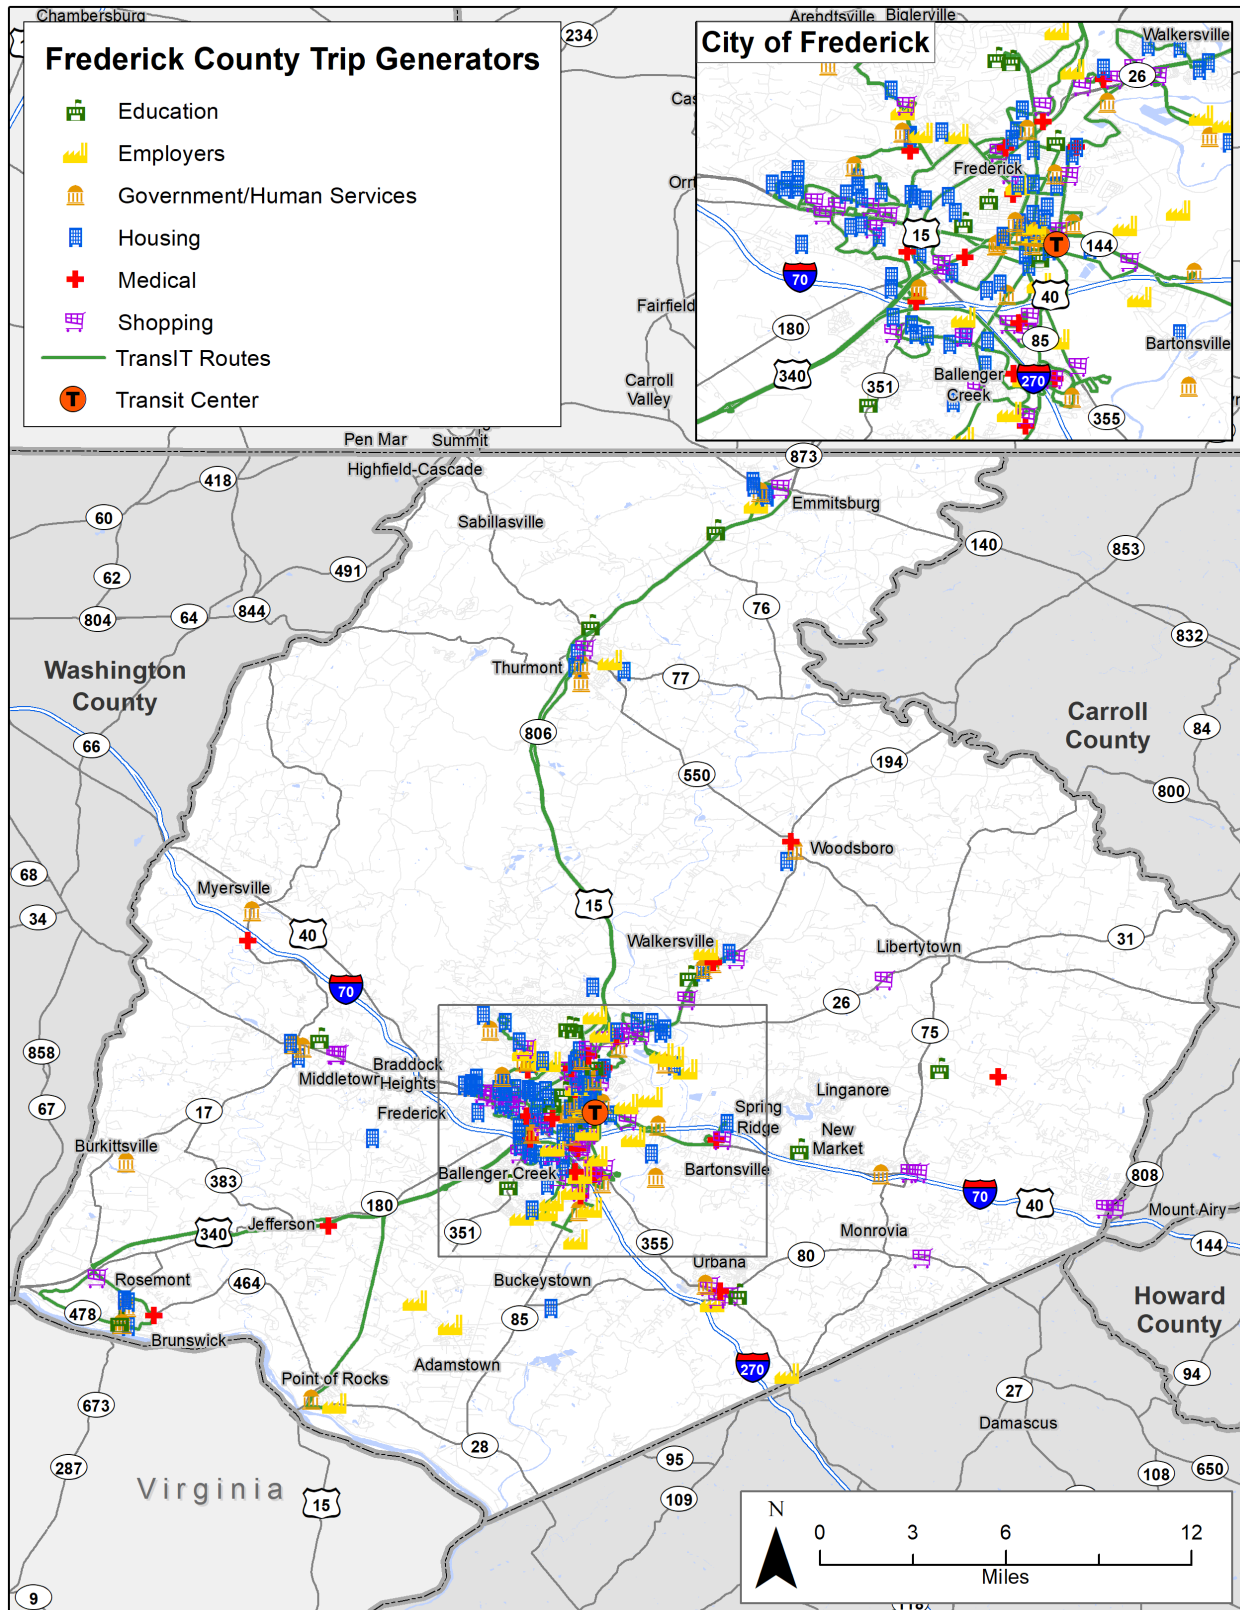 Chambersburg
Arendtsville
Biglerville
234
Frederick County Trip Generators
Education
Employers
Government/Human Services
Housing
Medical
Shopping
TransIT Routes
T
Transit Center
City of Frederick
Walkersville
26
Frederick
15
T
144
70
40
180
85
Bartonsville
340
Ballenger
Creek
270
351
355
Fairfield
Carroll
Valley
Pen Mar
Summit
Highfield-Cascade
873
418
Emmitsburg
60
Sabillasville
140
853
62
491
804
64
844
76
832
Washington
County
Thurmont
77
Carroll
County
84
66
806
550
194
800
Woodsboro
68
Myersville
34
40
15
Walkersville
Libertytown
31
70
26
75
858
Braddock
Heights
Middletown
Linganore
67
17
Frederick
T
Spring
Ridge
New
Market
Burkittsville
Bartonsville
Ballenger Creek
808
383
70
40
180
Mount Airy
340
Jefferson
351
355
Monrovia
144
80
Urbana
Rosemont
464
Buckeystown
Howard
County
478
85
Brunswick
Adamstown
270
Point of Rocks
94
673
27
Damascus
28
287
95
108
650
Virginia
15
109
N
0 3 6 12
Miles
9